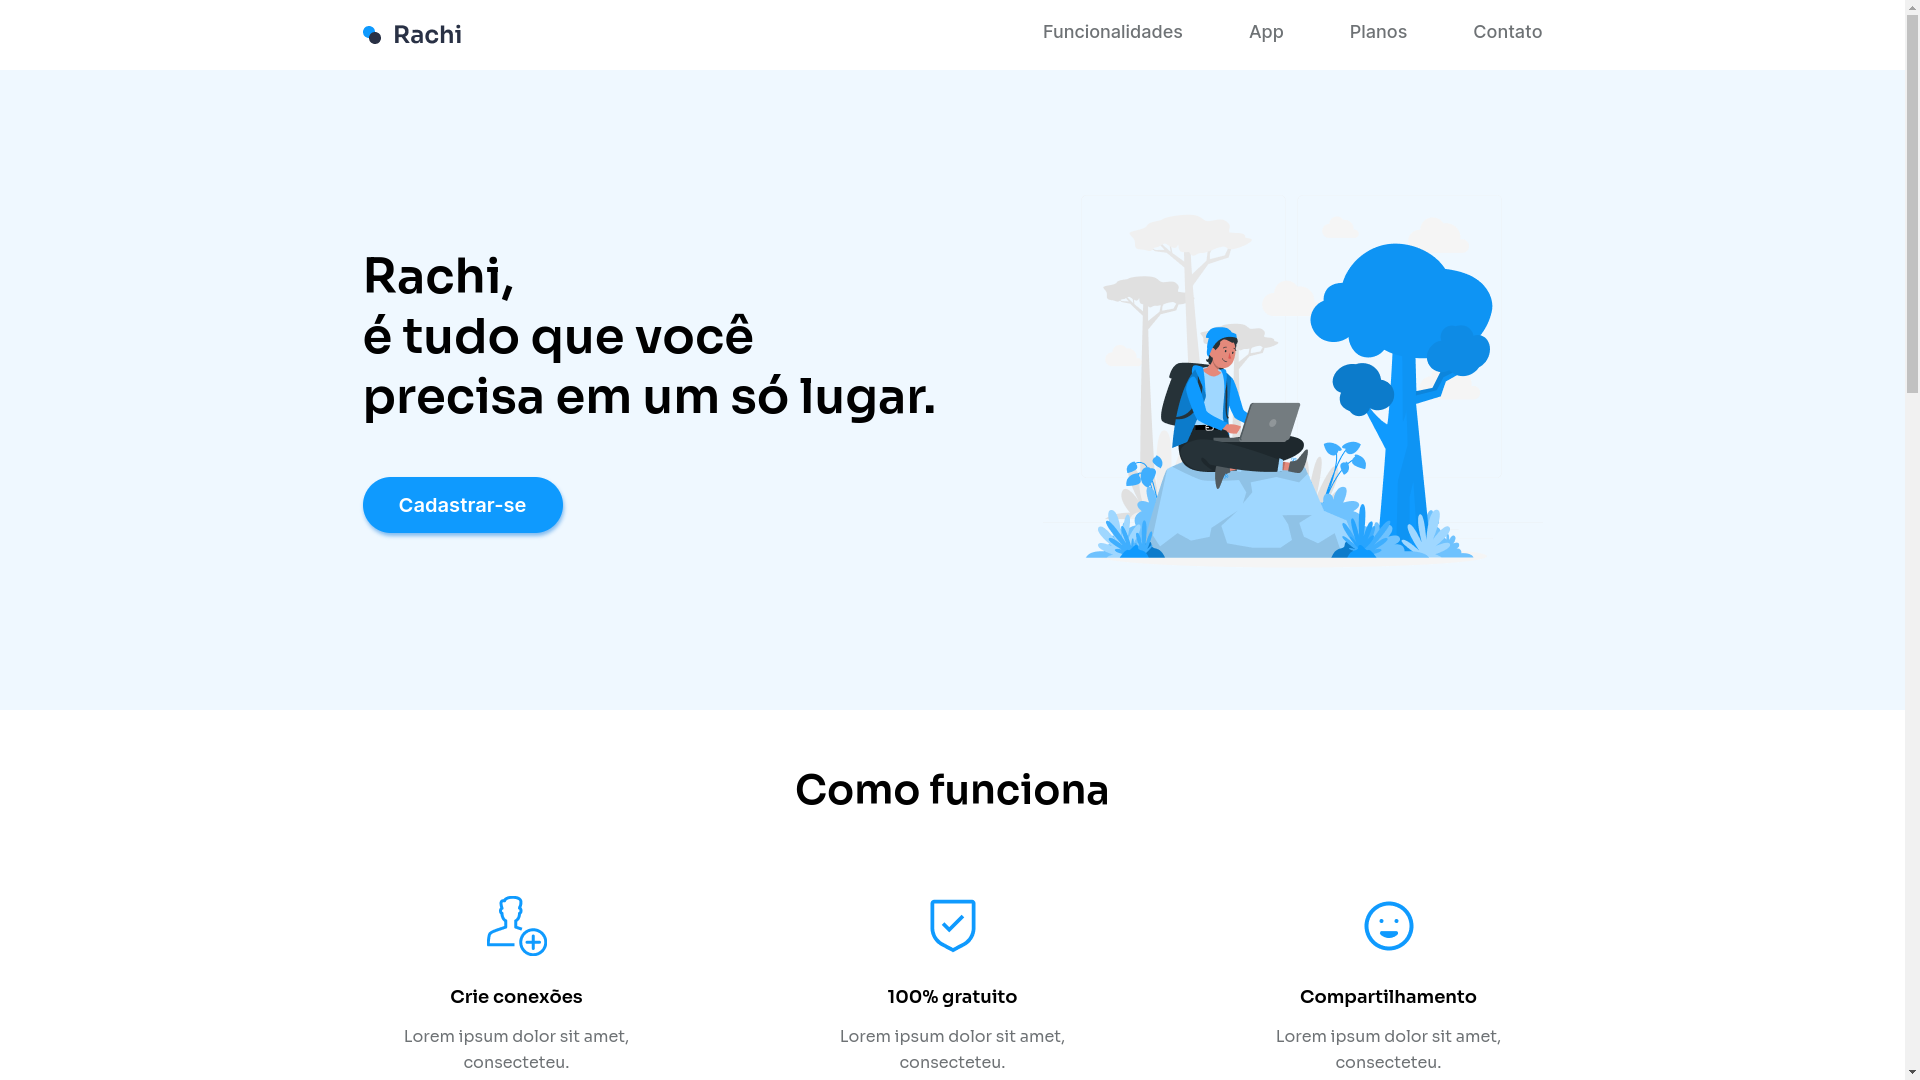 Rachi
Funcionalidades
App
Planos
Contato
Rachi,
é tudo que você
precisa em um só lugar.
Cadastrar-se
Como funciona
Crie conexões
Lorem ipsum dolor sit amet,
consecteteu.
100% gratuito
Lorem ipsum dolor sit amet,
consecteteu.
Compartilhamento
Lorem ipsum dolor sit amet,
consecteteu.